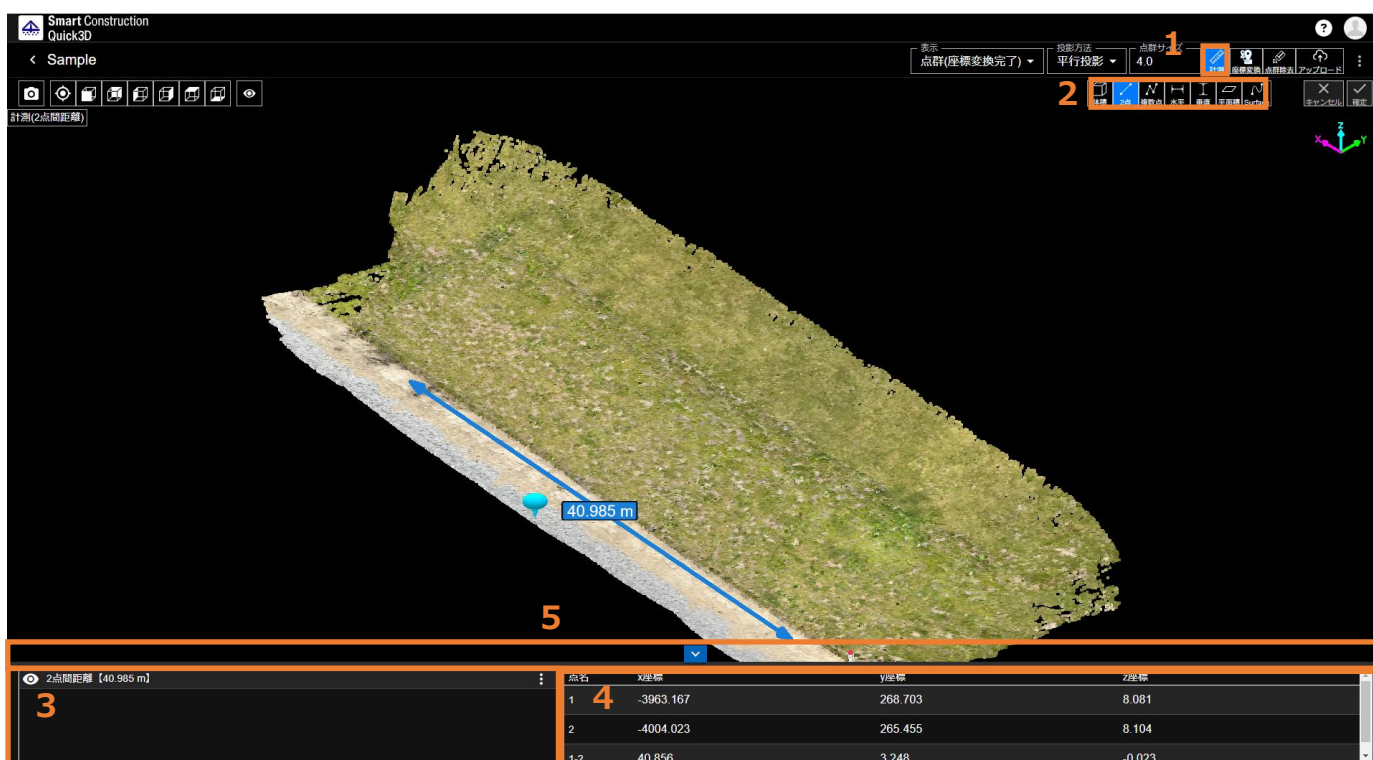 Smart Construction
Quick3D
?
Sample
表示
点群(座標変換完了)
投影方法
平行投影
点群サイズ
4.0
1
計測
座標変換
点群除去
アップロード
2
体積
2点
複数点
水平
垂直
平面積
Surface
キャンセル
確定
計測(2点間距離)
Z
X
Y
40.985 m
5
2点間距離【40.985 m】
3
点名 x座標 y座標 z座標
4
1 -3963.167 268.703 8.081
2 -4004.023 265.455 8.104
1-2 40.856 3.248 -0.023